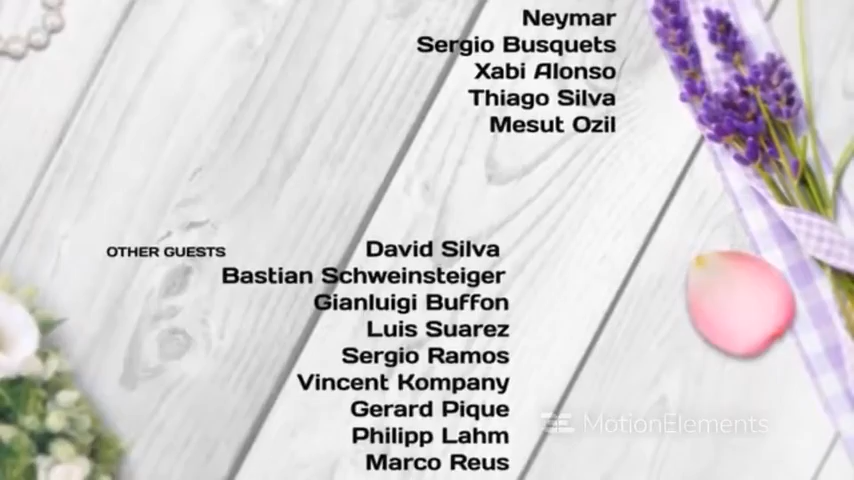 Neymar
Sergio Busquets
Xabi Alonso
Thiago Silva
Mesut Ozil
OTHER GUESTS
David Silva
Bastian Schweinsteiger
Gianluigi Buffon
Luis Suarez
Sergio Ramos
Vincent Kompany
Gerard Pique
Philipp Lahm
Marco Reus
MotionElements